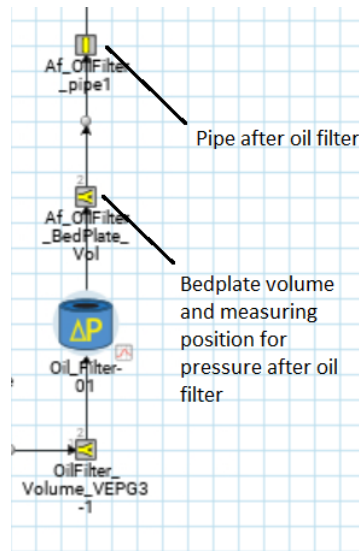 Af_OilFilter
_pipe1
Pipe after oil filter
2
Af_OilFilter
_BedPlate_
Vol
Bedplate volume
and measuring
position for
pressure after oil
filter
ΔP
Oil_Filter-
01
2
OilFilter_
Volume_VEPG3
-1